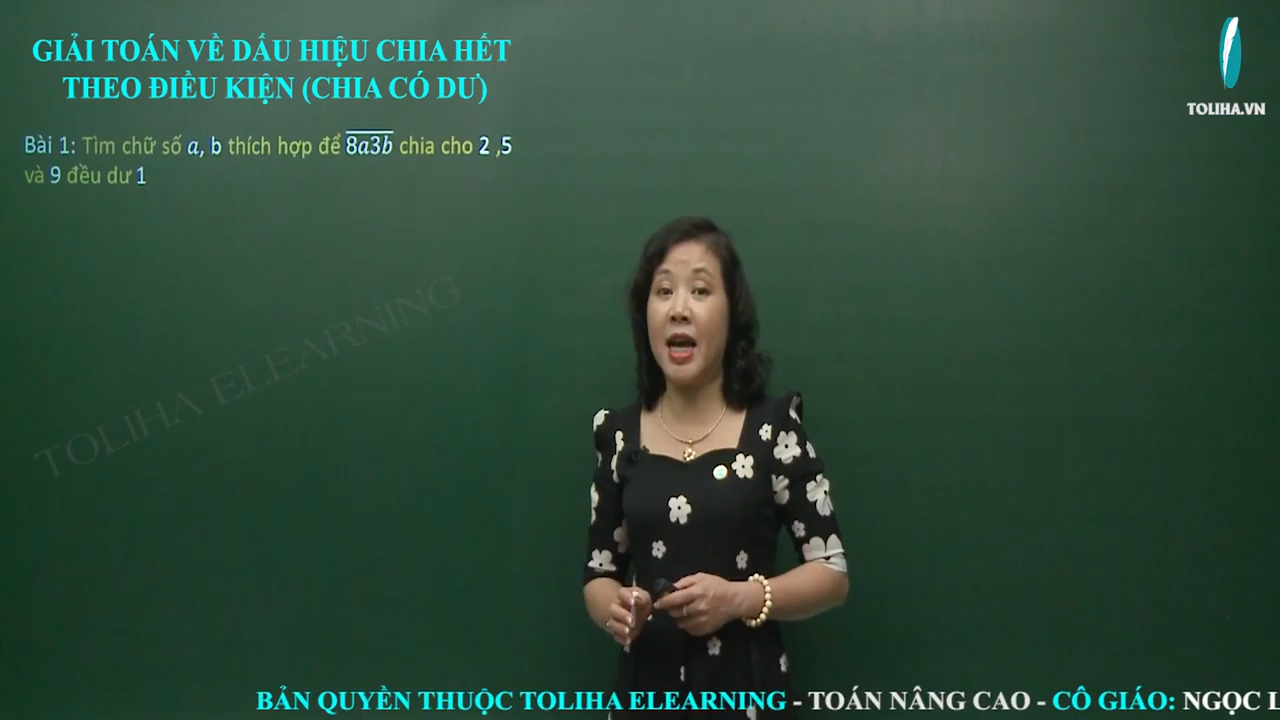 GIẢI TOÁN VỀ DẤU HIỆU CHIA HẾT
THEO ĐIỀU KIỆN (CHIA CÓ DƯ)
TOLIHA.VN
Bài 1: Tìm chữ số a, b thích hợp để 8a3b chia cho 2 ,5
và 9 đều dư 1
TOLIHA ELEARNING
BẢN QUYỀN THUỘC TOLIHA ELEARNING - TOÁN NÂNG CAO - CÔ GIÁO: NGỌC